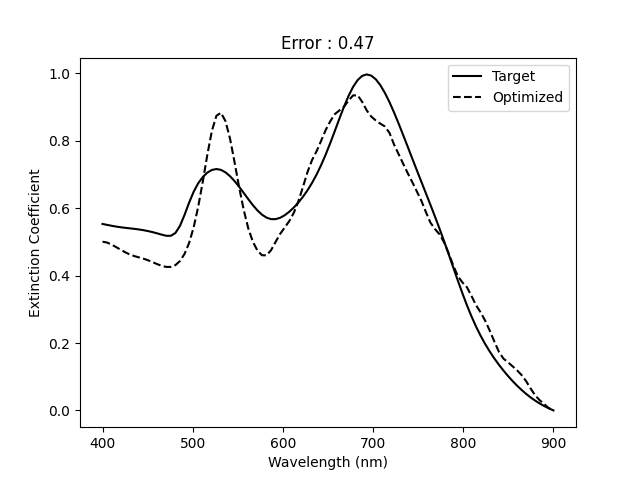 Error : 0.47
Target
Optimized
Extinction Coefficient
1.0
0.8
0.6
0.4
0.2
0.0
400 500 600 700 800 900
Wavelength (nm)